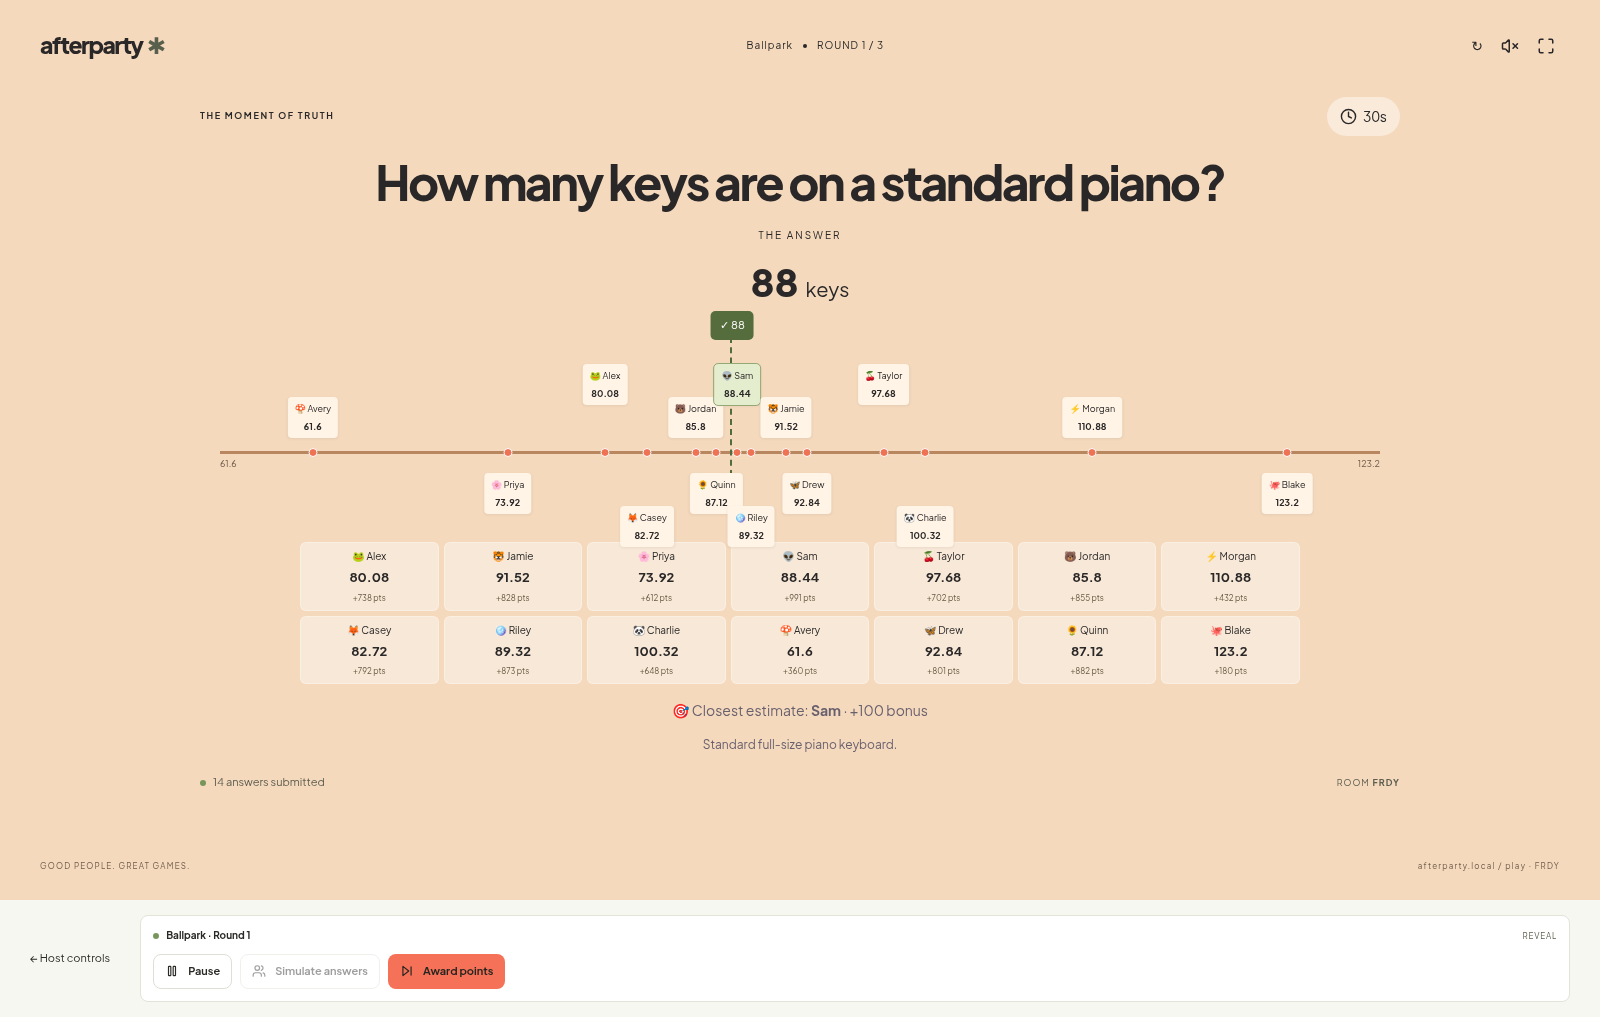 afterparty ✱
Ballpark • ROUND 1 / 3
↻
THE MOMENT OF TRUTH
30s
How many keys are on a standard piano?
THE ANSWER
88 keys
✓ 88
🐸 Alex
80.08
👽 Sam
88.44
🍒 Taylor
97.68
🍄 Avery
61.6
🐻 Jordan
85.8
🐯 Jamie
91.52
⚡ Morgan
110.88
61.6
123.2
🌸 Priya
73.92
🌻 Quinn
87.12
🦋 Drew
92.84
🐙 Blake
123.2
🦊 Casey
82.72
🪩 Riley
89.32
🐼 Charlie
100.32
🐸 Alex
80.08
+738 pts
🐯 Jamie
91.52
+828 pts
🌸 Priya
73.92
+612 pts
👽 Sam
88.44
+991 pts
🍒 Taylor
97.68
+702 pts
🐻 Jordan
85.8
+855 pts
⚡ Morgan
110.88
+432 pts
🦊 Casey
82.72
+792 pts
🪩 Riley
89.32
+873 pts
🐼 Charlie
100.32
+648 pts
🍄 Avery
61.6
+360 pts
🦋 Drew
92.84
+801 pts
🌻 Quinn
87.12
+882 pts
🐙 Blake
123.2
+180 pts
🎯 Closest estimate: Sam · +100 bonus
Standard full-size piano keyboard.
14 answers submitted
ROOM FRDY
GOOD PEOPLE. GREAT GAMES.
afterparty.local / play · FRDY
← Host controls
Ballpark · Round 1
REVEAL
Pause
Simulate answers
Award points